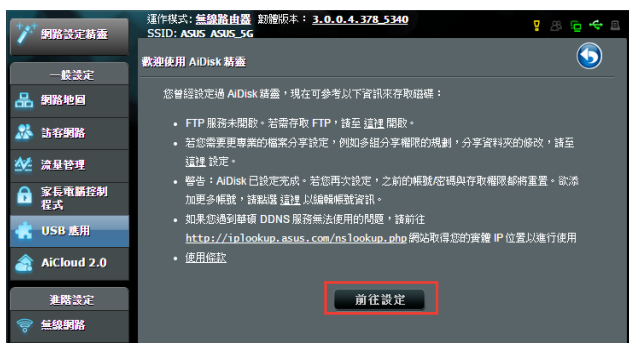 網路設定精靈
運作模式: 無線路由器 韌體版本: 3.0.0.4.378_5340
SSID: ASUS ASUS_5G
一般設定
網路地圖
訪客網路
流量管理
家長電腦控制
程式
USB 應用
AiCloud 2.0
進階設定
無線網路
歡迎使用 AiDisk 精靈
您曾經設定過 AiDisk 精靈,現在可參考以下資訊來存取磁碟:
• FTP 服務未開啟。若需存取 FTP,請至 這裡 開啟。
• 若您需要更專業的檔案分享設定,例如多組分享權限的規劃,分享資料夾的修改,請至
這裡 設定。
• 警告:AiDisk 已設定完成。若您再次設定,之前的帳號/密碼與存取權限都將重置。欲添
加更多帳號,請點選 這裡 以編輯帳號資訊。
• 如果您遇到華碩 DDNS 服務無法使用的問題,請前往
http://iplookup.asus.com/nslookup.php 網站取得您的實體 IP 位置以進行使用
• 使用條款
前往設定